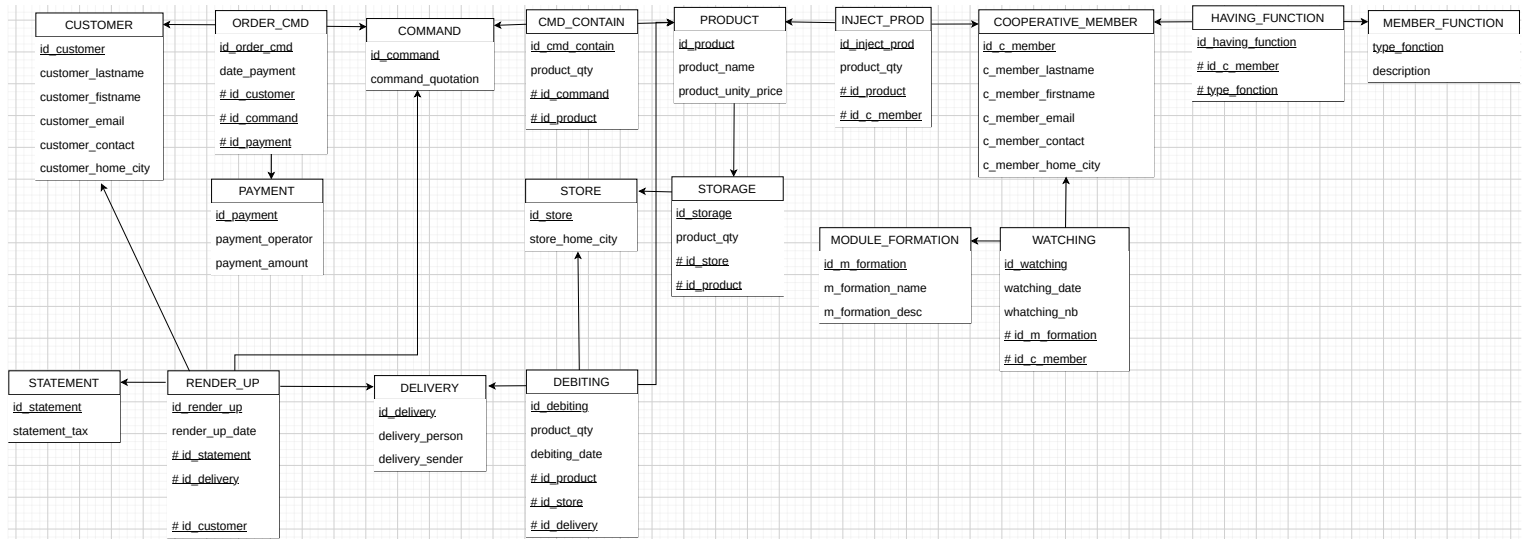 CUSTOMER
id_customer
customer_lastname
customer_fistname
customer_email
customer_contact
customer_home_city
ORDER_CMD
id_order_cmd
date_payment
# id_customer
# id_command
# id_payment
COMMAND
id_command
command_quotation
CMD_CONTAIN
id_cmd_contain
product_qty
# id_command
# id_product
PRODUCT
id_product
product_name
product_unity_price
INJECT_PROD
id_inject_prod
product_qty
# id_product
# id_c_member
COOPERATIVE_MEMBER
id_c_member
c_member_lastname
c_member_firstname
c_member_email
c_member_contact
c_member_home_city
HAVING_FUNCTION
id_having_function
# id_c_member
# type_fonction
MEMBER_FUNCTION
type_fonction
description
PAYMENT
id_payment
payment_operator
payment_amount
STORE
id_store
store_home_city
STORAGE
id_storage
product_qty
# id_store
# id_product
MODULE_FORMATION
id_m_formation
m_formation_name
m_formation_desc
WATCHING
id_watching
watching_date
whatching_nb
# id_m_formation
# id_c_member
STATEMENT
id_statement
statement_tax
RENDER_UP
id_render_up
render_up_date
# id_statement
# id_delivery
# id_customer
DELIVERY
id_delivery
delivery_person
delivery_sender
DEBITING
id_debiting
product_qty
debiting_date
# id_product
# id_store
# id_delivery